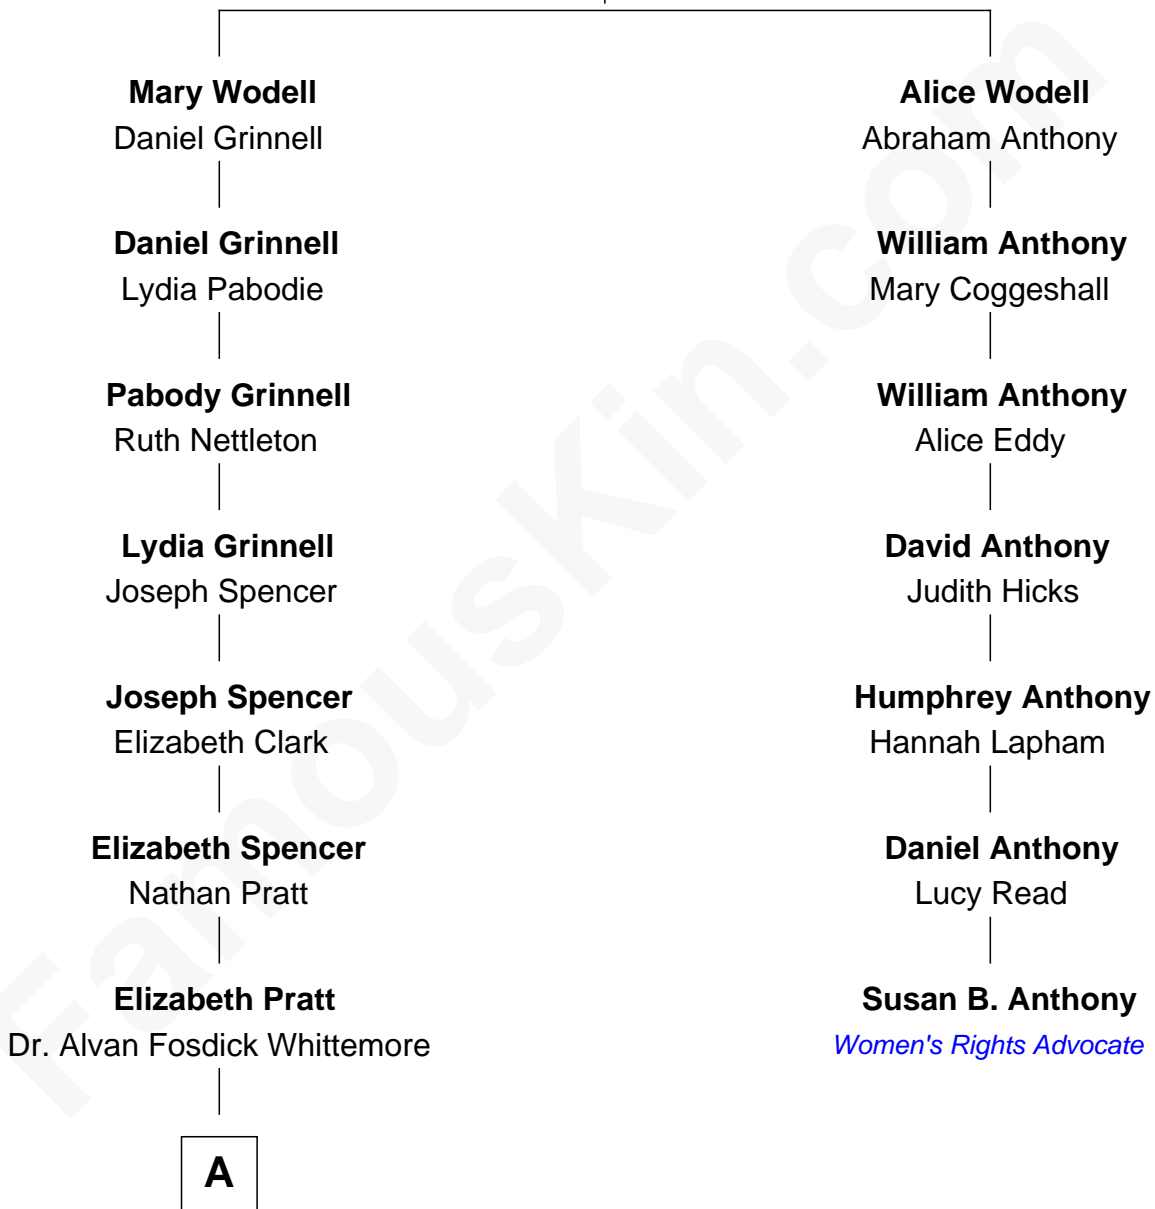 Mary Wodell
Daniel Grinnell
Alice Wodell
Abraham Anthony
Daniel Grinnell
Lydia Pabodie
William Anthony
Mary Coggeshall
Pabody Grinnell
Ruth Nettleton
William Anthony
Alice Eddy
Lydia Grinnell
Joseph Spencer
David Anthony
Judith Hicks
Joseph Spencer
Elizabeth Clark
Humphrey Anthony
Hannah Lapham
Elizabeth Spencer
Nathan Pratt
Daniel Anthony
Lucy Read
Elizabeth Pratt
Dr. Alvan Fosdick Whittemore
Susan B. Anthony
Women's Rights Advocate
A
FamousKin.com